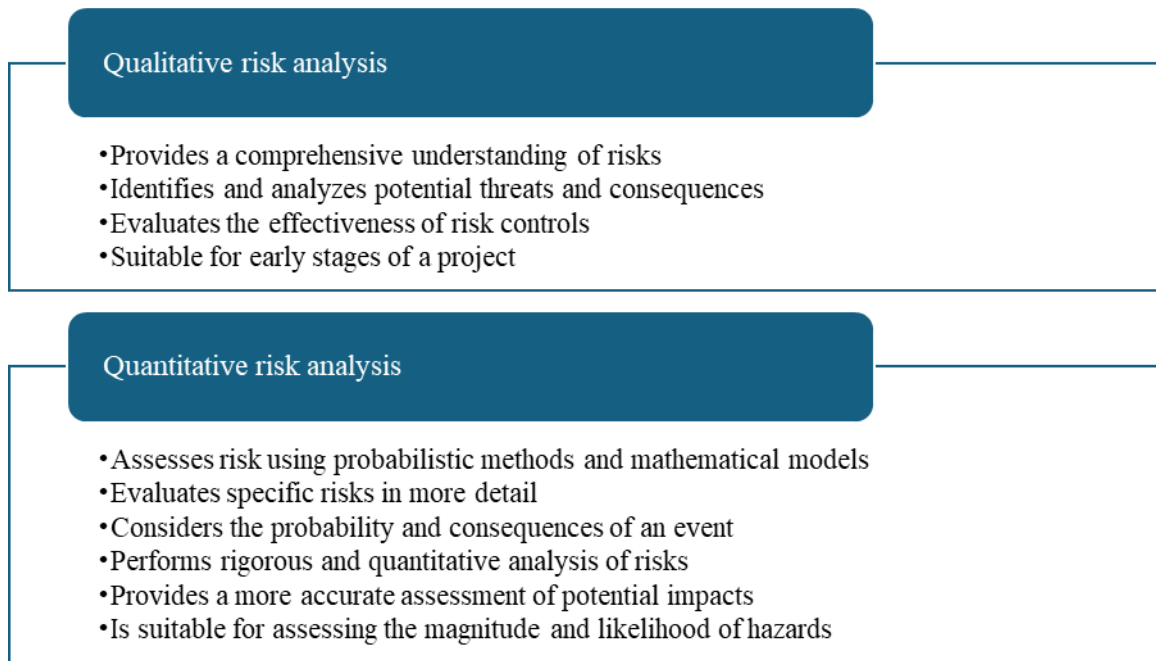 Qualitative risk analysis
•Provides a comprehensive understanding of risks
•Identifies and analyzes potential threats and consequences
•Evaluates the effectiveness of risk controls
•Suitable for early stages of a project
Quantitative risk analysis
•Assesses risk using probabilistic methods and mathematical models
•Evaluates specific risks in more detail
•Considers the probability and consequences of an event
•Performs rigorous and quantitative analysis of risks
•Provides a more accurate assessment of potential impacts
•Is suitable for assessing the magnitude and likelihood of hazards